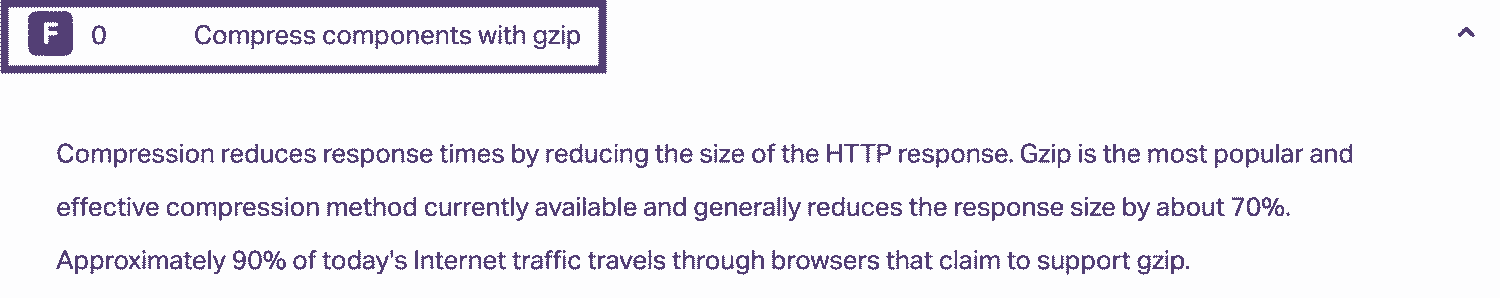 F 0 Compress components with gzip
Compression reduces response times by reducing the size of the HTTP response. Gzip is the most popular and
effective compression method currently available and generally reduces the response size by about 70%.
Approximately 90% of today's Internet traffic travels through browsers that claim to support gzip.